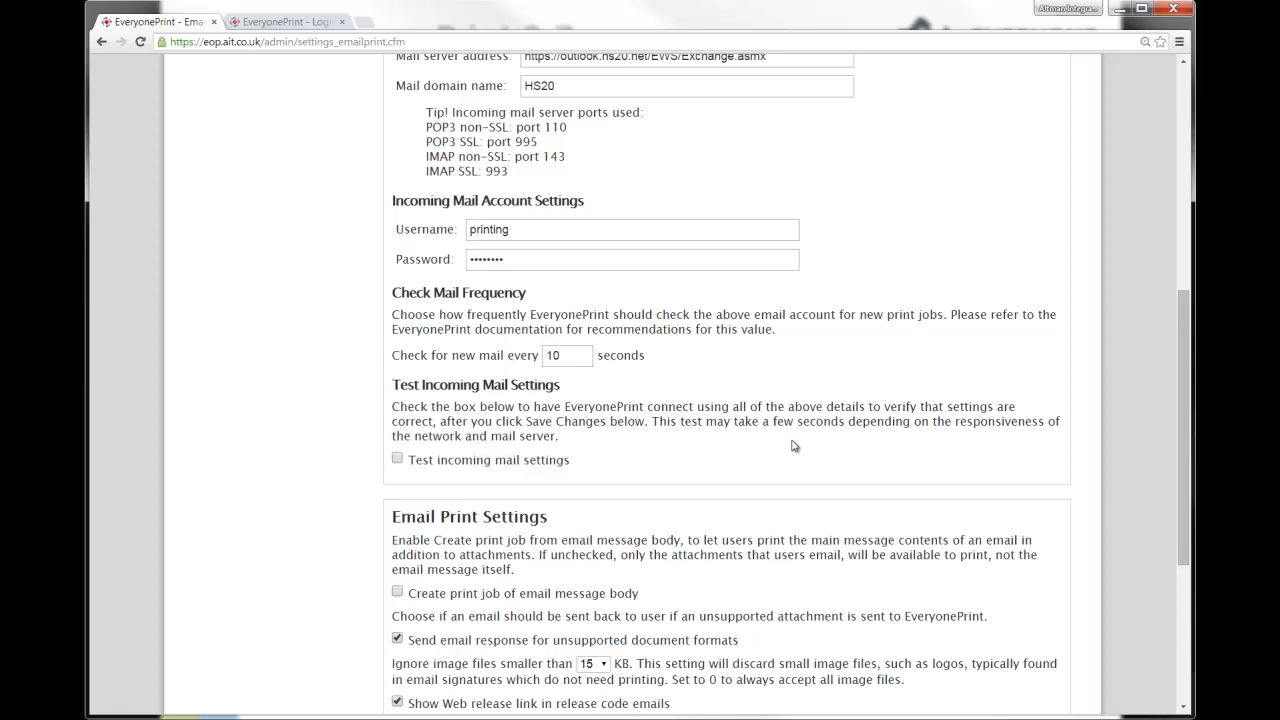 Altman Integra...
EveryonePrint - Emai
EveryonePrint - Login
https://eop.ait.co.uk/admin/settings_emailprint.cfm
Mail server address: https://outlook.hs20.net/EWS/Exchange.asmx
Mail domain name: HS20
Tip! Incoming mail server ports used:
POP3 non-SSL: port 110
POP3 SSL: port 995
IMAP non-SSL: port 143
IMAP SSL: 993
Incoming Mail Account Settings
Username: printing
Password: ••••••••
Check Mail Frequency
Choose how frequently EveryonePrint should check the above email account for new print jobs. Please refer to the
EveryonePrint documentation for recommendations for this value.
Check for new mail every 10 seconds
Test Incoming Mail Settings
Check the box below to have EveryonePrint connect using all of the above details to verify that settings are
correct, after you click Save Changes below. This test may take a few seconds depending on the responsiveness of
the network and mail server.
Test incoming mail settings
Email Print Settings
Enable Create print job from email message body, to let users print the main message contents of an email in
addition to attachments. If unchecked, only the attachments that users email, will be available to print, not the
email message itself.
Create print job of email message body
Choose if an email should be sent back to user if an unsupported attachment is sent to EveryonePrint.
Send email response for unsupported document formats
Ignore image files smaller than 15 KB. This setting will discard small image files, such as logos, typically found
in email signatures which do not need printing. Set to 0 to always accept all image files.
Show Web release link in release code emails